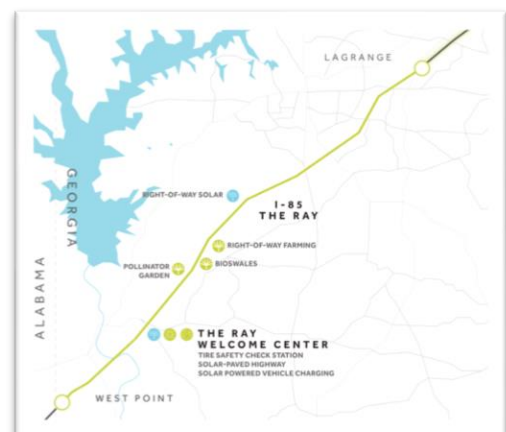 LAGRANGE
GEORGIA
ALABAMA
RIGHT-OF-WAY SOLAR
I-85
THE RAY
RIGHT-OF-WAY FARMING
BIOSWALES
POLLINATOR
GARDEN
THE RAY
WELCOME CENTER
TIRE SAFETY CHECK STATION
SOLAR-PAVED HIGHWAY
SOLAR POWERED VEHICLE CHARGING
WEST POINT